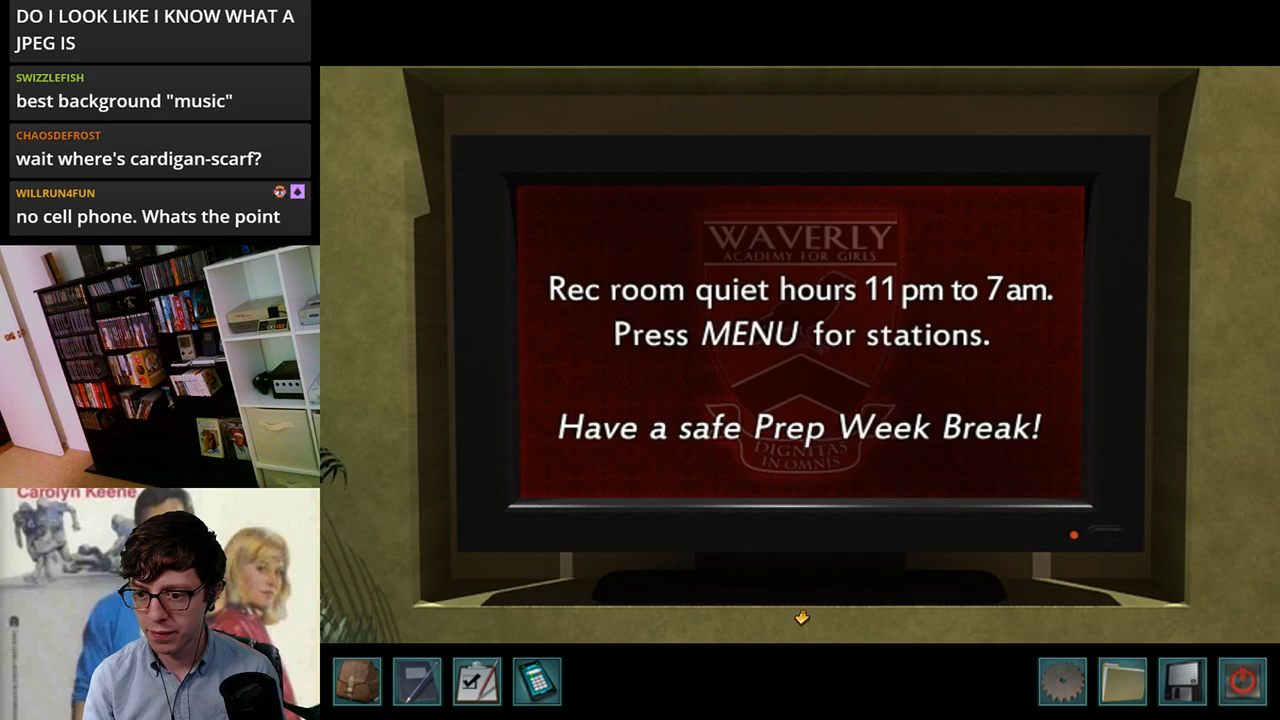 DO I LOOK LIKE I KNOW WHAT A
JPEG IS
SWIZZLEFISH
best background "music"
CHAOSDEFROST
wait where's cardigan-scarf?
WILLRUN4FUN
no cell phone. Whats the point
Carolyn Keene
WAVERLY
ACADEMY FOR GIRLS
Rec room quiet hours 11 pm to 7 am.
Press MENU for stations.
Have a safe Prep Week Break!
DIGNITAS
IN OMNIS